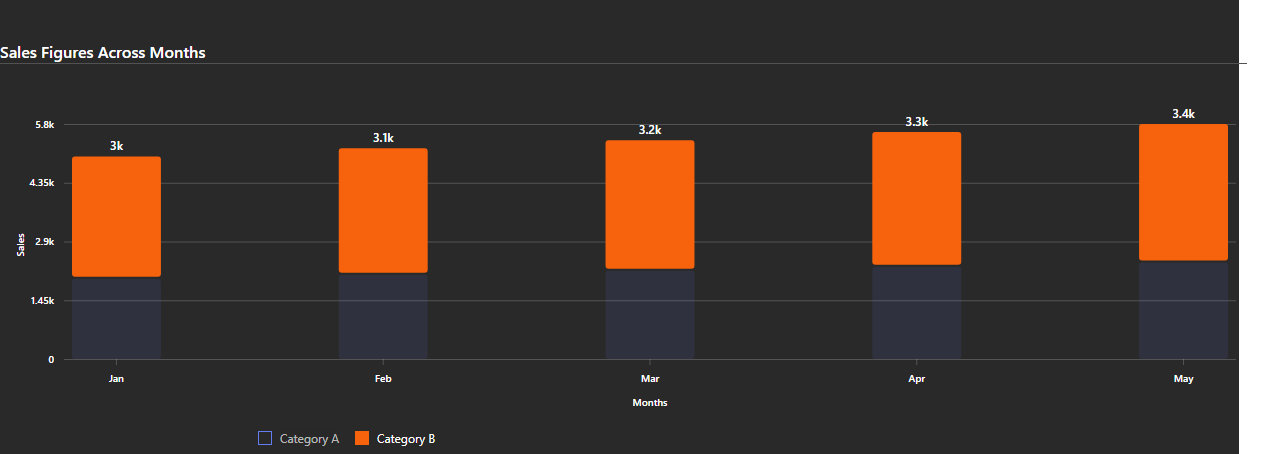 Sales Figures Across Months
5.8k
4.35k
2.9k
1.45k
0
Sales
3k
3.1k
3.2k
3.3k
3.4k
Jan
Feb
Mar
Apr
May
Months
Category A
Category B